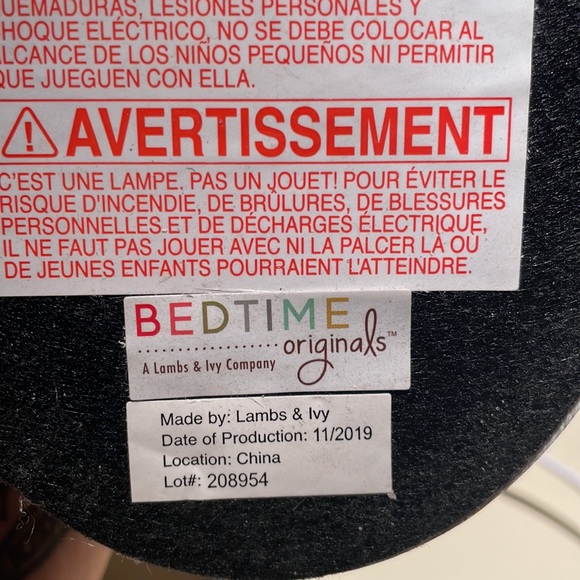 QUEMADURAS, LESIONES PERSONALES Y
CHOQUE ELÉCTRICO, NO SE DEBE COLOCAR AL
ALCANCE DE LOS NIÑOS PEQUEÑOS NI PERMITIR
QUE JUEGUEN CON ELLA.
AVERTISSEMENT
C'EST UNE LAMPE. PAS UN JOUET! POUR ÉVITER LE
RISQUE D'INCENDIE, DE BRÛLURES, DE BLESSURES
PERSONNELLES ET DE DÉCHARGES ÉLECTRIQUE,
IL NE FAUT PAS JOUER AVEC NI LA PALCER LÀ OÙ
DE JEUNES ENFANTS POURRAIENT L'ATTEINDRE.
BEDTIME
originals™
A Lambs & Ivy Company
Made by: Lambs & Ivy
Date of Production: 11/2019
Location: China
Lot#: 208954